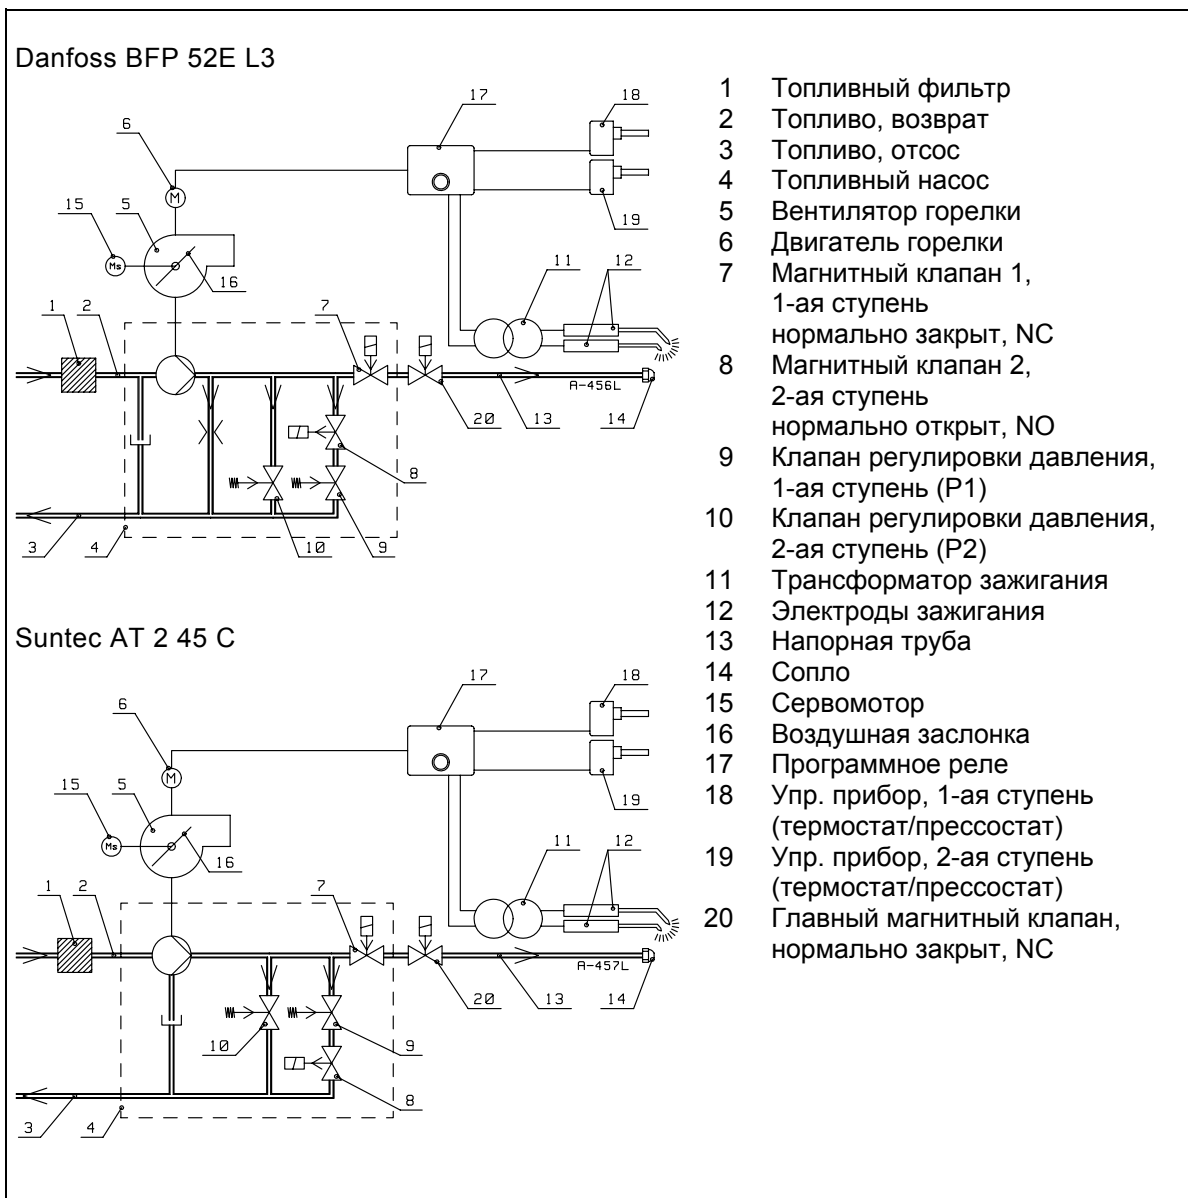 Danfoss BFP 52E L3
17
18
6
15
5
19
16
11
12
1
2
7
A-456L
20
13
14
8
3
4
10
9
Suntec AT 2 45 C
17
18
6
15
5
19
16
11
12
1
2
7
A-457L
20
13
14
10
9
8
3
4
1 Топливный фильтр
2 Топливо, возврат
3 Топливо, отсос
4 Топливный насос
5 Вентилятор горелки
6 Двигатель горелки
7 Магнитный клапан 1,
1-ая ступень
нормально закрыт, NC
8 Магнитный клапан 2,
2-ая ступень
нормально открыт, NO
9 Клапан регулировки давления,
1-ая ступень (P1)
10 Клапан регулировки давления,
2-ая ступень (P2)
11 Трансформатор зажигания
12 Электроды зажигания
13 Напорная труба
14 Сопло
15 Сервомотор
16 Воздушная заслонка
17 Программное реле
18 Упр. прибор, 1-ая ступень
(термостат/прессостат)
19 Упр. прибор, 2-ая ступень
(термостат/прессостат)
20 Главный магнитный клапан,
нормально закрыт, NC
M
Ms
M
Ms